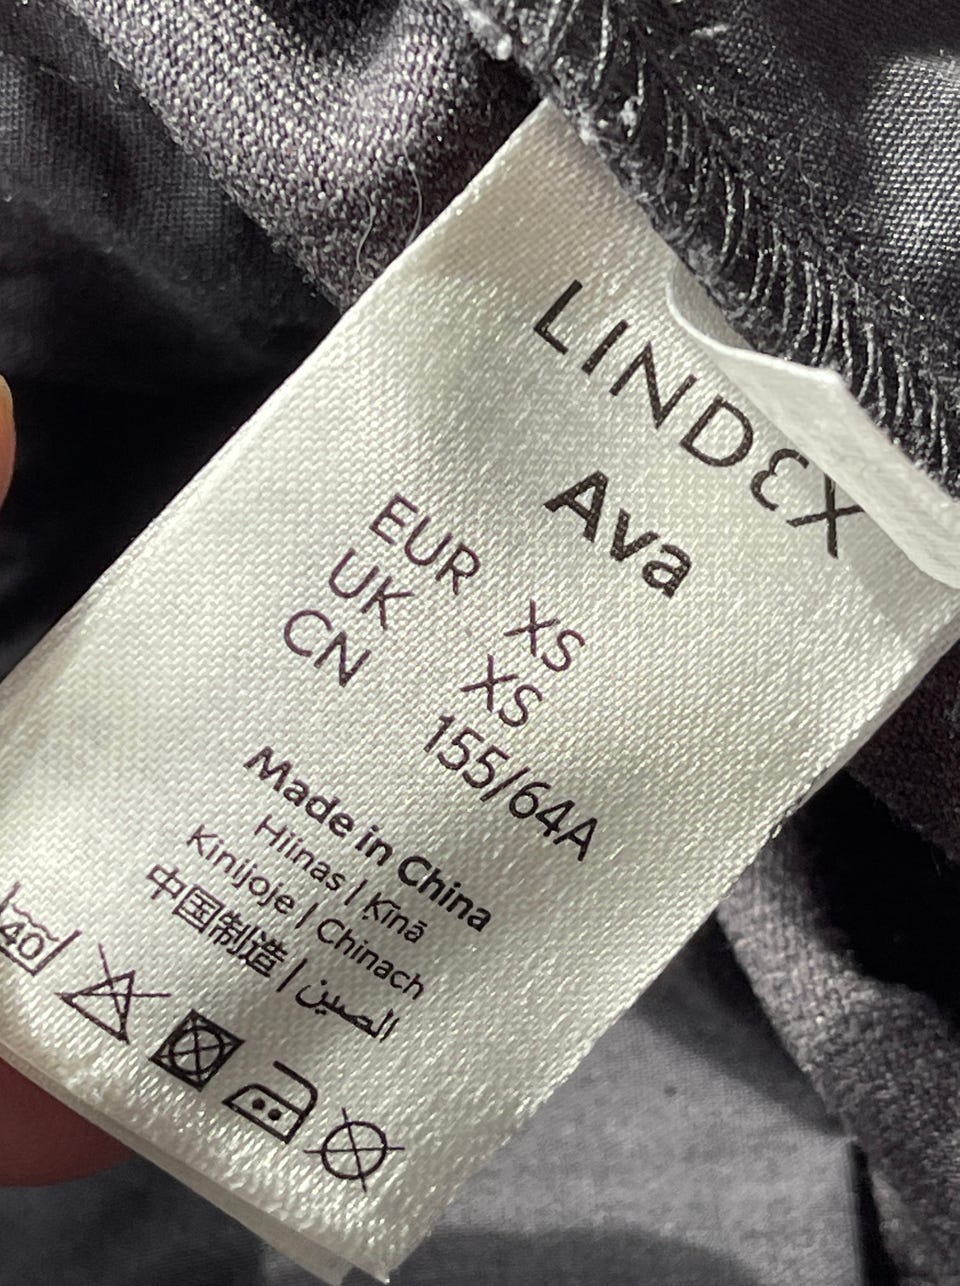 LINDEX
Ava
EUR XS
UK XS
CN 155/64A
Made in China
Hiinas | Ķīnā
Kinijoje | Chinach
中国制造 | الصين
40